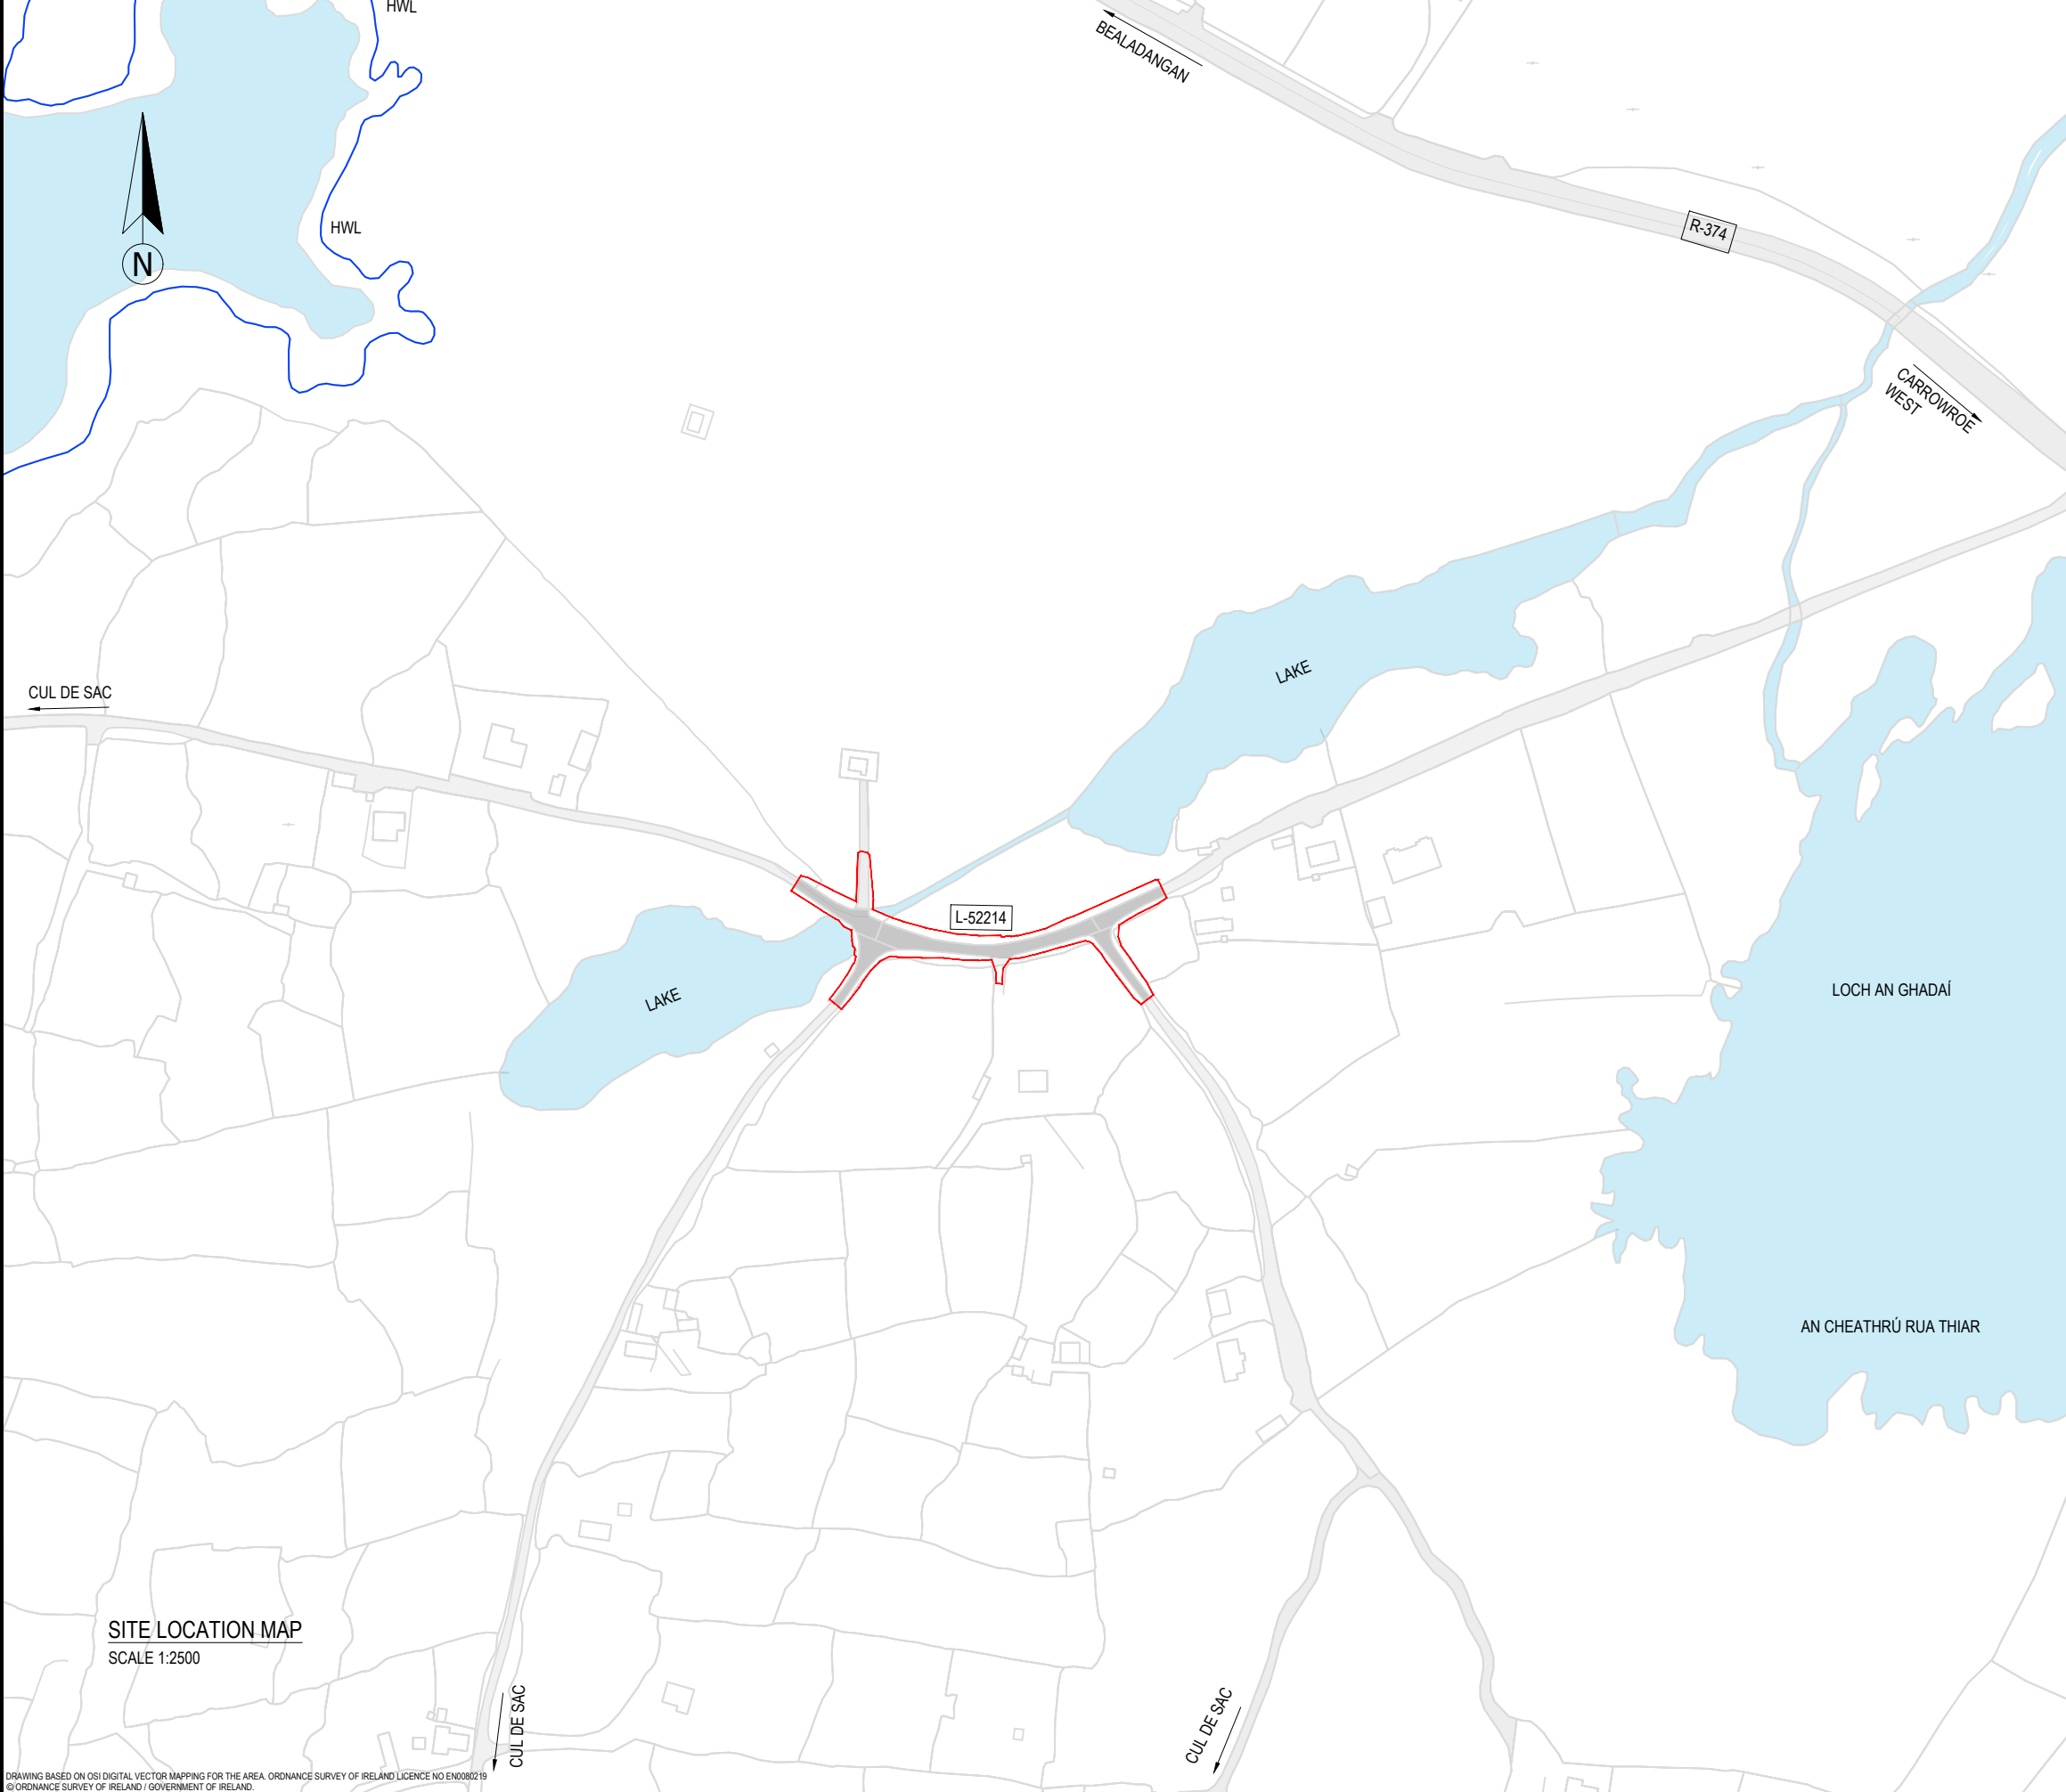 HWL
BEALADANGAN
HWL
R-374
N
CARROWROE
WEST
LAKE
CUL DE SAC
L-52214
LAKE
LOCH AN GHADAÍ
AN CHEATHRÚ RUA THIAR
SITE LOCATION MAP
SCALE 1:2500
CUL DE SAC
CUL DE SAC
DRAWING BASED ON OSI DIGITAL VECTOR MAPPING FOR THE AREA. ORDNANCE SURVEY OF IRELAND LICENCE NO EN0080219
© ORDNANCE SURVEY OF IRELAND / GOVERNMENT OF IRELAND.